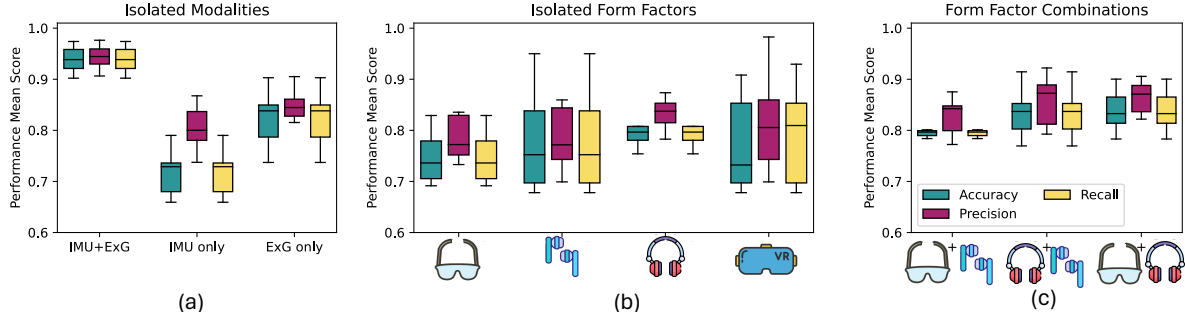 Isolated Modalities
Performance Mean Score
1.0
0.9
0.8
0.7
0.6
IMU+ExG
IMU only
ExG only
(a)
Isolated Form Factors
Performance Mean Score
1.0
0.9
0.8
0.7
0.6
VR
(b)
Form Factor Combinations
Performance Mean Score
1.0
0.9
0.8
0.7
0.6
Accuracy
Precision
Recall
+
+
+
(c)